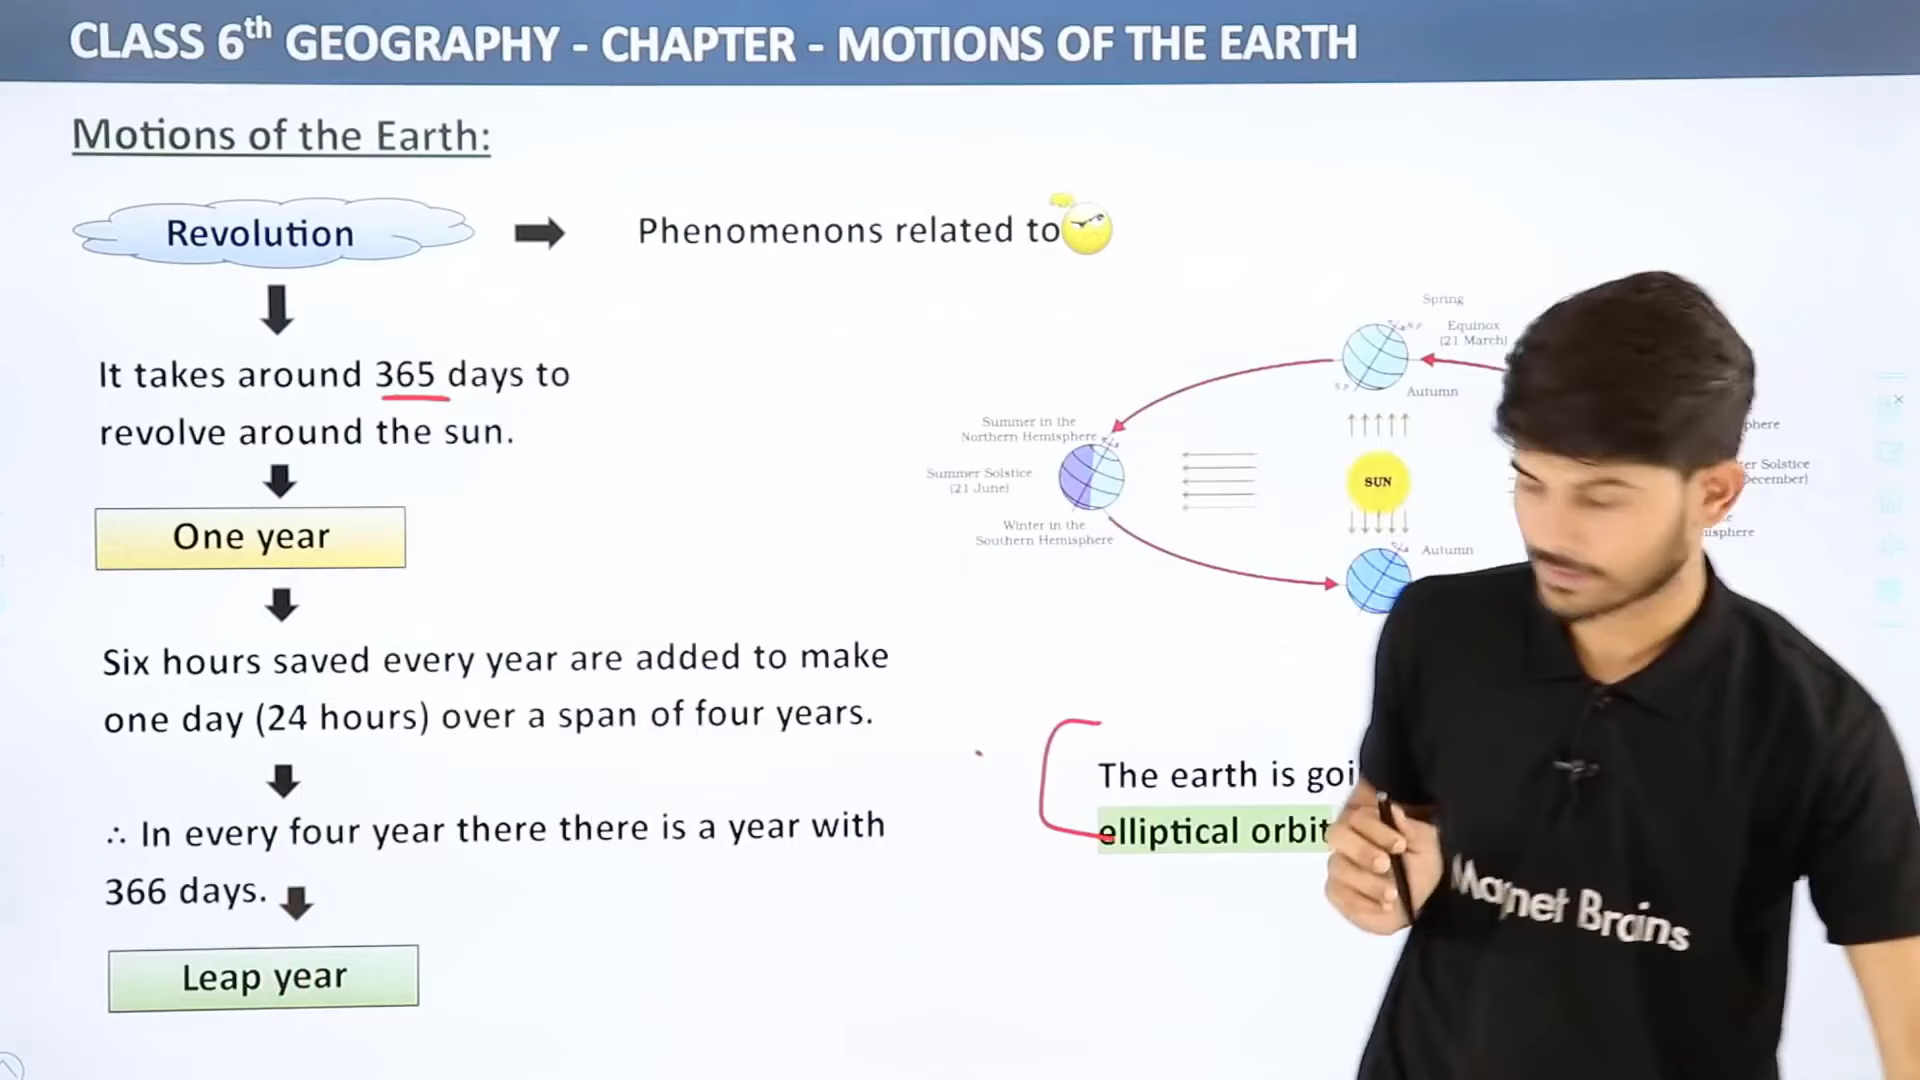 CLASS 6th GEOGRAPHY - CHAPTER - MOTIONS OF THE EARTH
Motions of the Earth:
Revolution
Phenomenons related to
It takes around 365 days to
revolve around the sun.
One year
Six hours saved every year are added to make
one day (24 hours) over a span of four years.
∴ In every four year there there is a year with
366 days.
Leap year
Spring
N P
Equinox
(21 March)
S P
Autumn
Summer in the
Northern Hemisphere
Summer Solstice
(21 June)
Winter in the
Southern Hemisphere
SUN
Autumn
The earth is
elliptical orbit
Magnet Brains